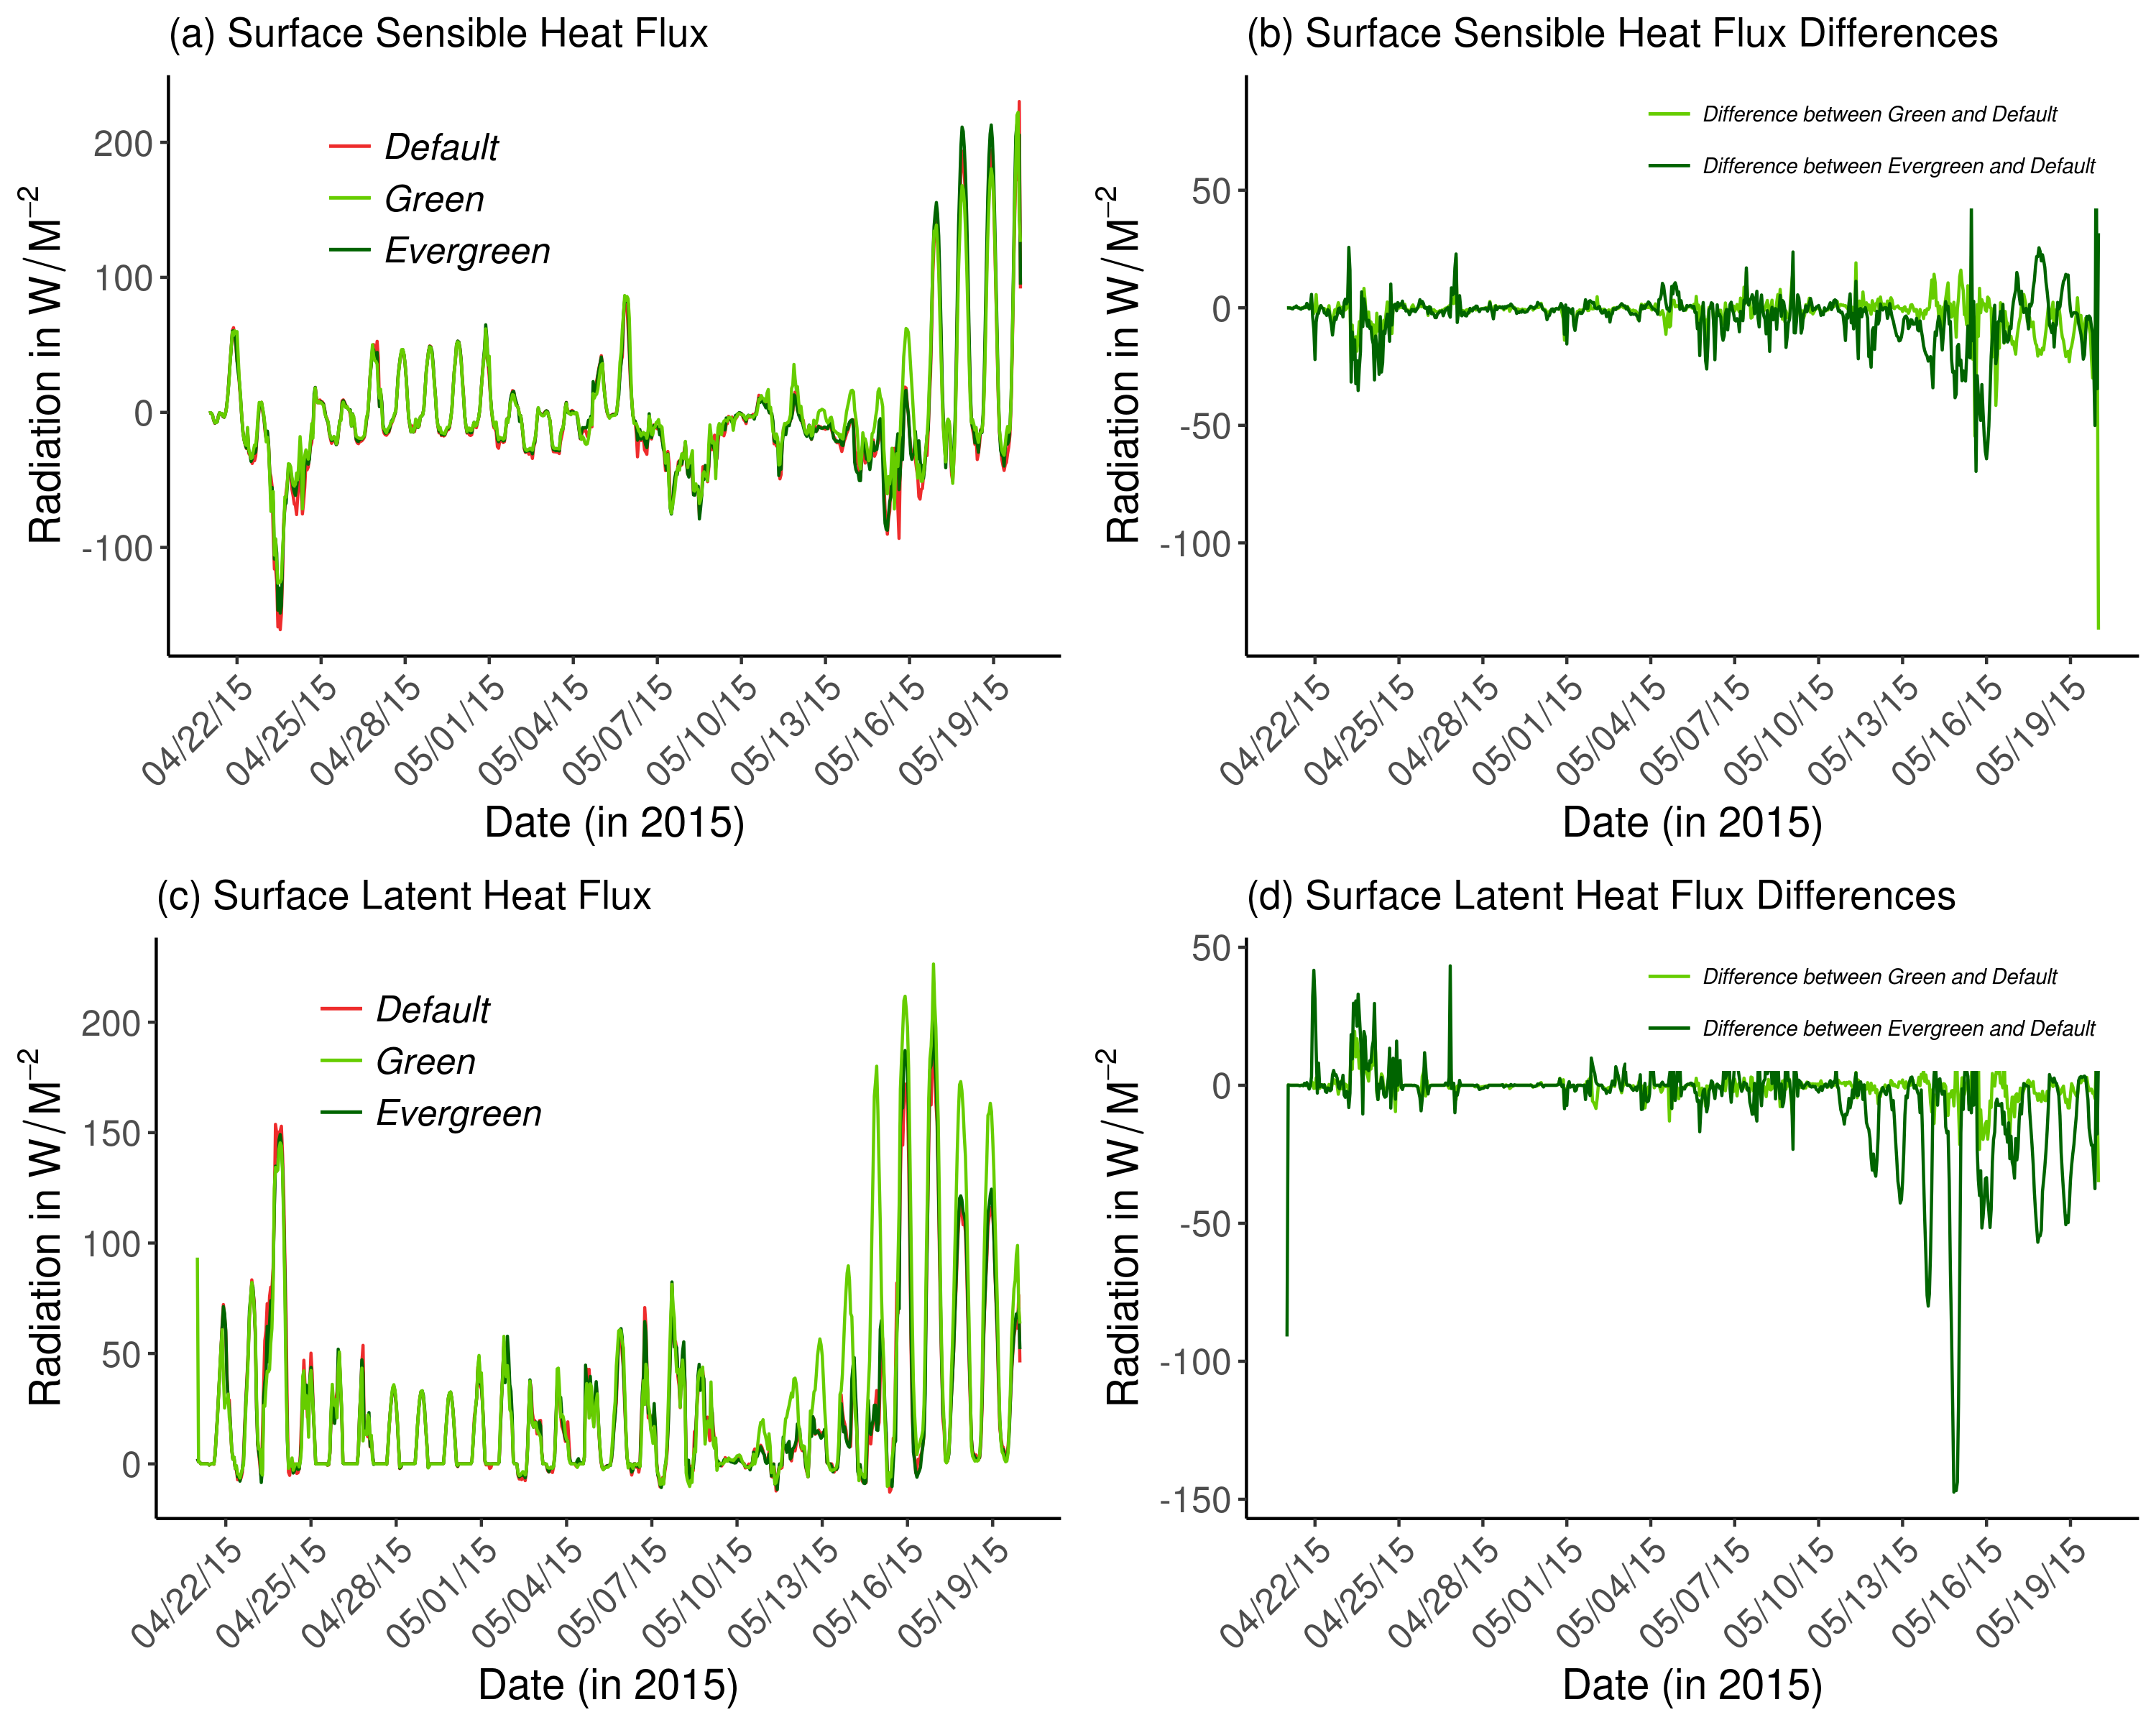 (a) Surface Sensible Heat Flux
Radiation in W/M−2
200
100
0
-100
Default
Green
Evergreen
04/22/15
04/25/15
04/28/15
05/01/15
05/04/15
05/07/15
05/10/15
05/13/15
05/16/15
05/19/15
Date (in 2015)
(b) Surface Sensible Heat Flux Differences
Radiation in W/M−2
50
0
-50
-100
Difference between Green and Default
Difference between Evergreen and Default
04/22/15
04/25/15
04/28/15
05/01/15
05/04/15
05/07/15
05/10/15
05/13/15
05/16/15
05/19/15
Date (in 2015)
(c) Surface Latent Heat Flux
Radiation in W/M−2
200
150
100
50
0
Default
Green
Evergreen
04/22/15
04/25/15
04/28/15
05/01/15
05/04/15
05/07/15
05/10/15
05/13/15
05/16/15
05/19/15
Date (in 2015)
(d) Surface Latent Heat Flux Differences
Radiation in W/M−2
50
0
-50
-100
-150
Difference between Green and Default
Difference between Evergreen and Default
04/22/15
04/25/15
04/28/15
05/01/15
05/04/15
05/07/15
05/10/15
05/13/15
05/16/15
05/19/15
Date (in 2015)